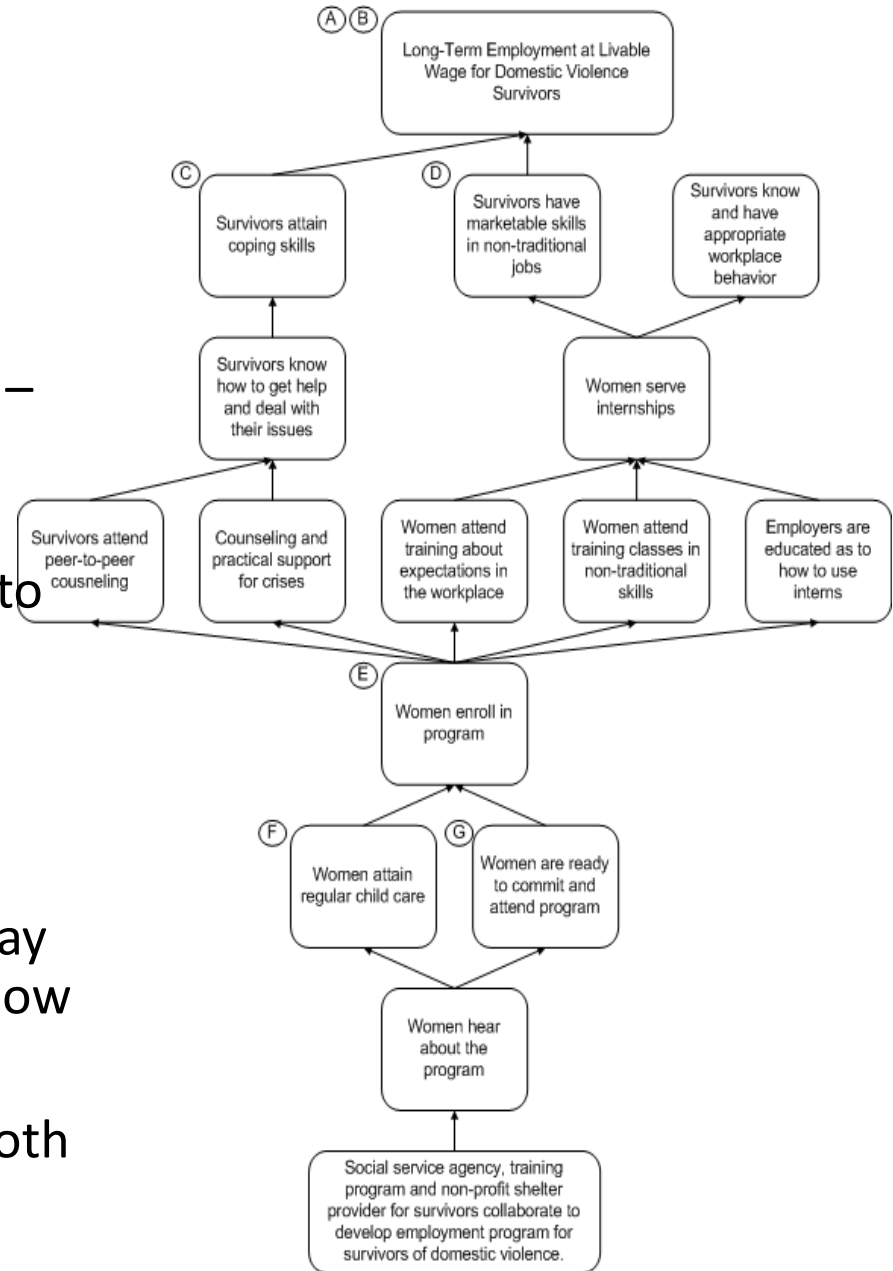 A B
Long-Term Employment at Livable
Wage for Domestic Violence
Survivors
C
Survivors attain
coping skills
D
Survivors have
marketable skills
in non-traditional
jobs
Survivors know
and have
appropriate
workplace
behavior
–
Survivors know
how to get help
and deal with
their issues
Women serve
internships
to
Survivors attend
peer-to-peer
cousneling
Counseling and
practical support
for crises
Women attend
training about
expectations in
the workplace
Women attend
training classes in
non-traditional
skills
Employers are
educated as to
how to use
interns
E
Women enroll in
program
F
Women attain
regular child care
G
Women are ready
to commit and
attend program
ay
ow
Women hear
about the
program
oth
Social service agency, training
program and non-profit shelter
provider for survivors collaborate to
develop employment program for
survivors of domestic violence.